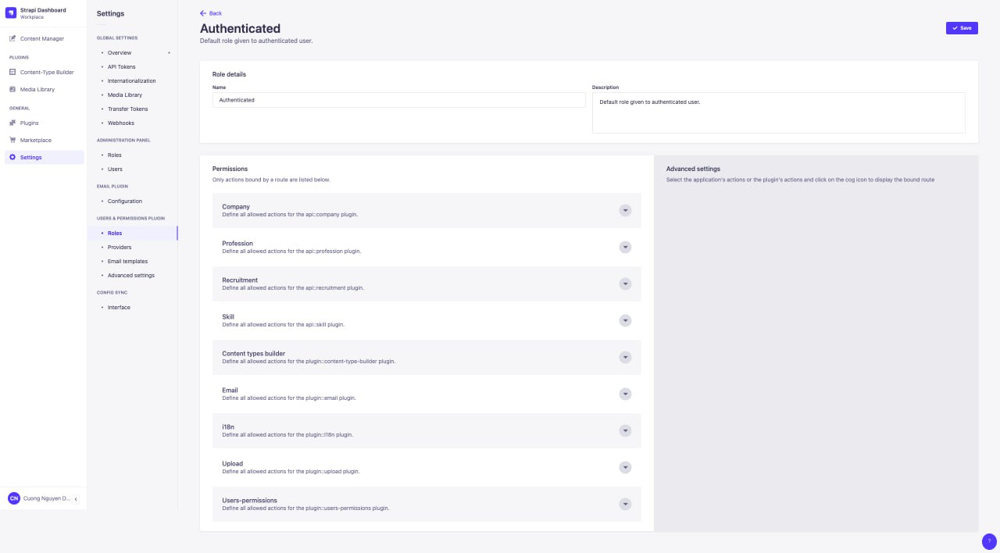 Strapi Dashboard
Workplace
Content Manager
PLUGINS
Content-Type Builder
Media Library
GENERAL
Plugins
Marketplace
Settings
CN Cuong Nguyen D...
Settings
GLOBAL SETTINGS
Overview
API Tokens
Internationalization
Media Library
Transfer Tokens
Webhooks
ADMINISTRATION PANEL
Roles
Users
EMAIL PLUGIN
Configuration
USERS & PERMISSIONS PLUGIN
Roles
Providers
Email templates
Advanced settings
CONFIG SYNC
Interface
Back
Authenticated
Default role given to authenticated user.
Save
Role details
Name
Authenticated
Description
Default role given to authenticated user.
Permissions
Only actions bound by a route are listed below.
Company
Define all allowed actions for the api::company plugin.
Profession
Define all allowed actions for the api::profession plugin.
Recruitment
Define all allowed actions for the api::recruitment plugin.
Skill
Define all allowed actions for the api::skill plugin.
Content types builder
Define all allowed actions for the plugin::content-type-builder plugin.
Email
Define all allowed actions for the plugin::email plugin.
i18n
Define all allowed actions for the plugin::i18n plugin.
Upload
Define all allowed actions for the plugin::upload plugin.
Users-permissions
Define all allowed actions for the plugin::users-permissions plugin.
Advanced settings
Select the application's actions or the plugin's actions and click on the cog icon to display the bound route
?